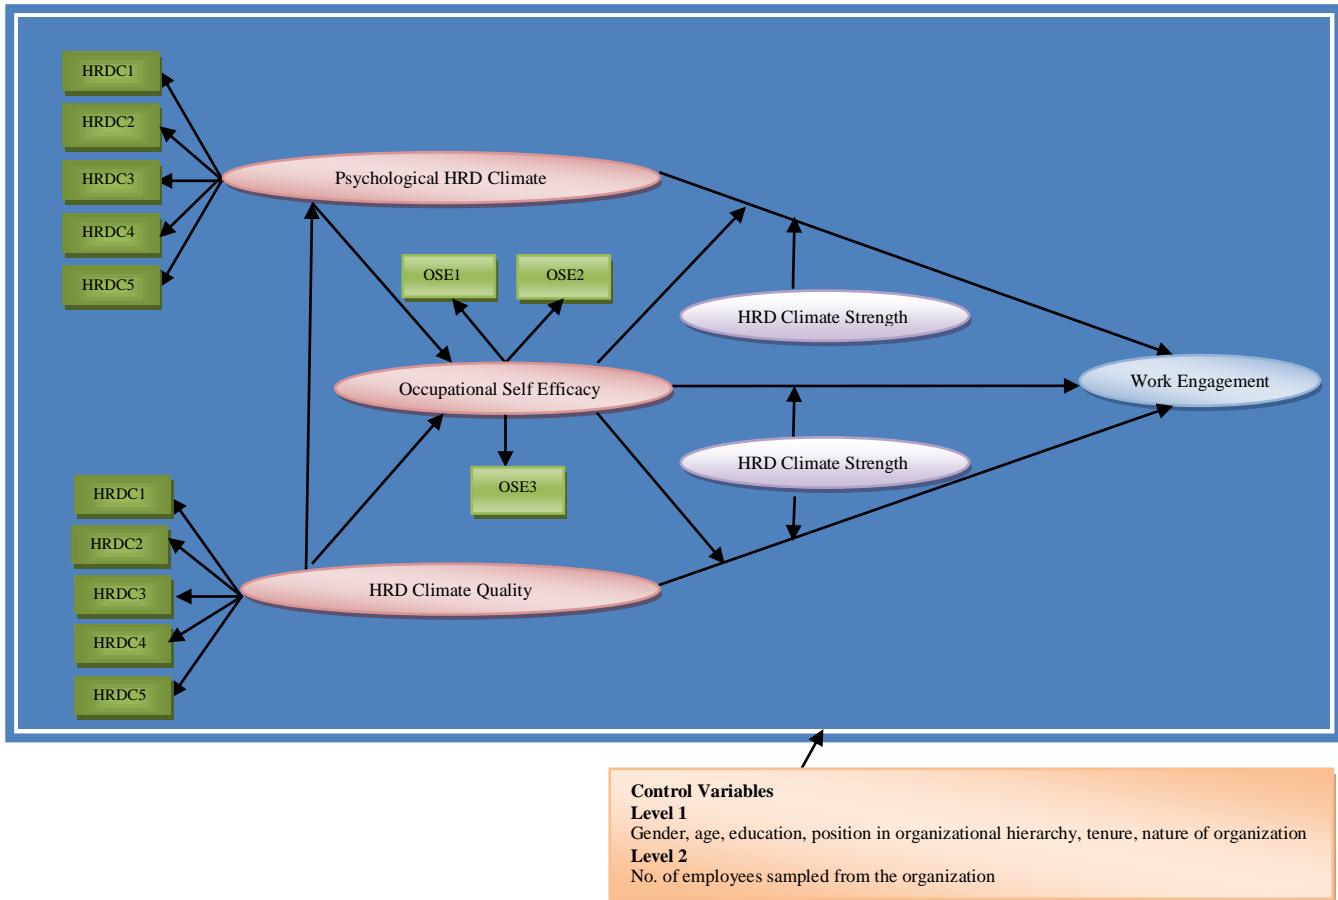 HRDC1
HRDC2
HRDC3
HRDC4
HRDC5
Psychological HRD Climate
OSE1
OSE2
HRD Climate Strength
Occupational Self Efficacy
Work Engagement
HRD Climate Strength
OSE3
HRDC1
HRDC2
HRDC3
HRDC4
HRDC5
HRD Climate Quality
Control Variables
Level 1
Gender, age, education, position in organizational hierarchy, tenure, nature of organization
Level 2
No. of employees sampled from the organization